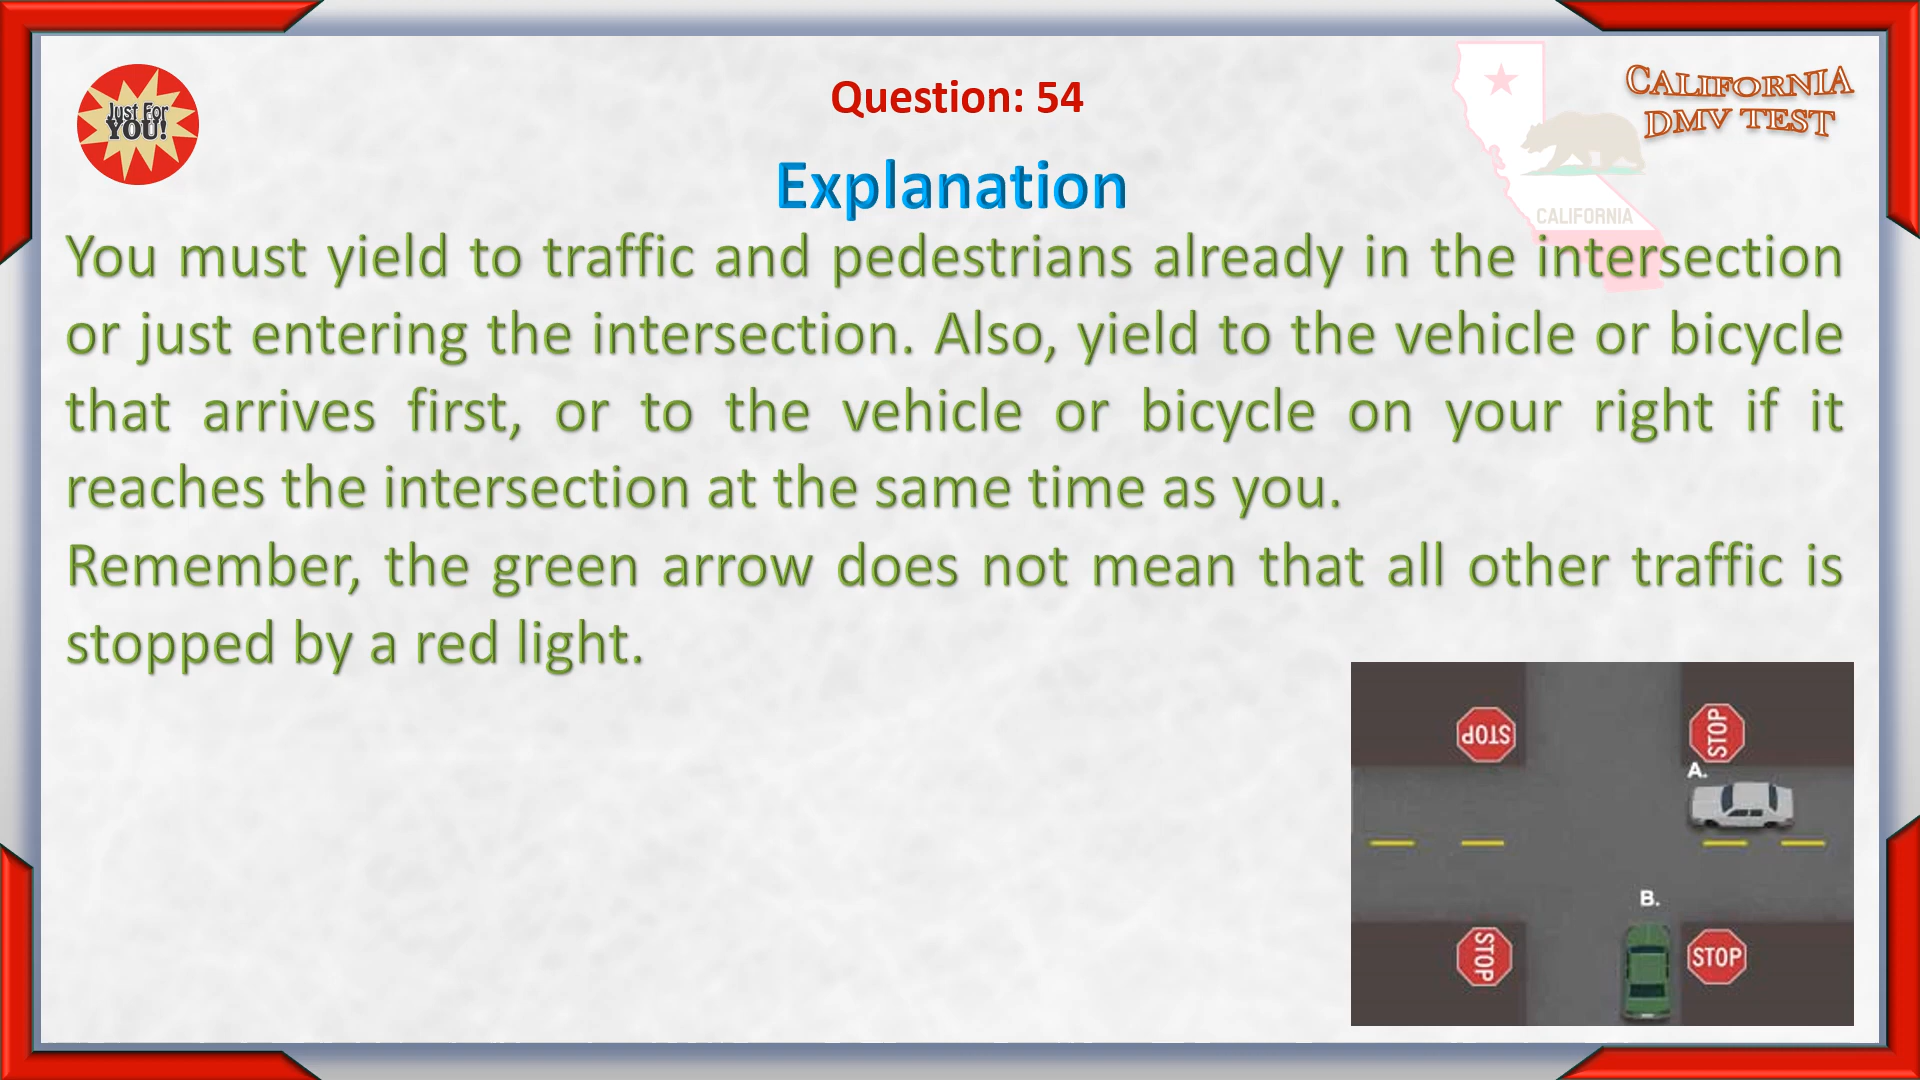 Just For
YOU!
Question: 54
CALIFORNIA
DMV TEST
Explanation
CALIFORNIA
You must yield to traffic and pedestrians already in the intersection
or just entering the intersection. Also, yield to the vehicle or bicycle
that arrives first, or to the vehicle or bicycle on your right if it
reaches the intersection at the same time as you.
Remember, the green arrow does not mean that all other traffic is
stopped by a red light.
STOP
STOP
A.
B.
STOP
STOP